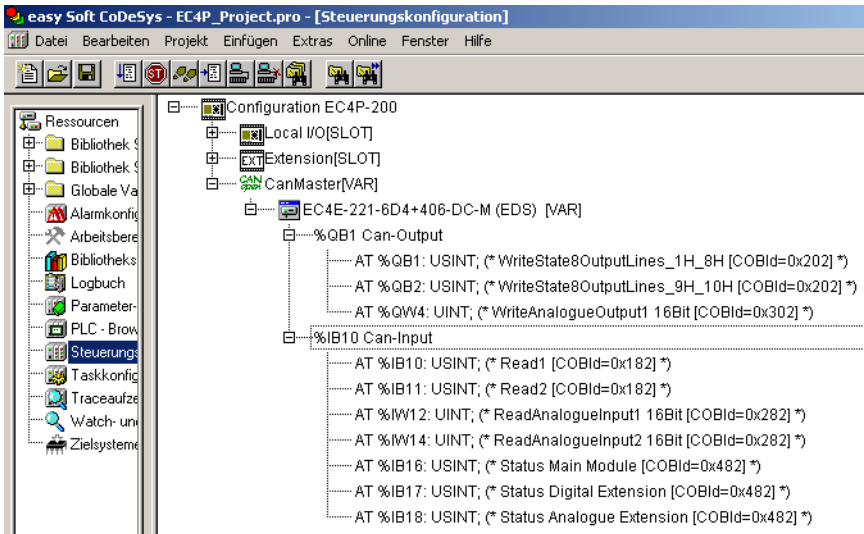 easy Soft CoDeSys - EC4P_Project.pro - [Steuerungskonfiguration]
Datei Bearbeiten Projekt Einfügen Extras Online Fenster Hilfe
Ressourcen
Bibliothek S
Bibliothek S
Globale Va
Alarmkonfig
Arbeitsbere
Bibliotheks
Logbuch
Parameter-
PLC - Brow
Steuerungs
Taskkonfig
Traceaufze
Watch- und
Zielsysteme
Configuration EC4P-200
Local I/O[SLOT]
EXT Extension[SLOT]
CAN open CanMaster[VAR]
EC4E-221-6D4+406-DC-M (EDS) [VAR]
%QB1 Can-Output
AT %QB1: USINT; (* WriteState8OutputLines_1H_8H [COBId=0x202] *)
AT %QB2: USINT; (* WriteState8OutputLines_9H_10H [COBId=0x202] *)
AT %QW4: UINT; (* WriteAnalogueOutput1 16Bit [COBId=0x302] *)
%IB10 Can-Input
AT %IB10: USINT; (* Read1 [COBId=0x182] *)
AT %IB11: USINT; (* Read2 [COBId=0x182] *)
AT %IW12: UINT; (* ReadAnalogueInput1 16Bit [COBId=0x282] *)
AT %IW14: UINT; (* ReadAnalogueInput2 16Bit [COBId=0x282] *)
AT %IB16: USINT; (* Status Main Module [COBId=0x482] *)
AT %IB17: USINT; (* Status Digital Extension [COBId=0x482] *)
AT %IB18: USINT; (* Status Analogue Extension [COBId=0x482] *)